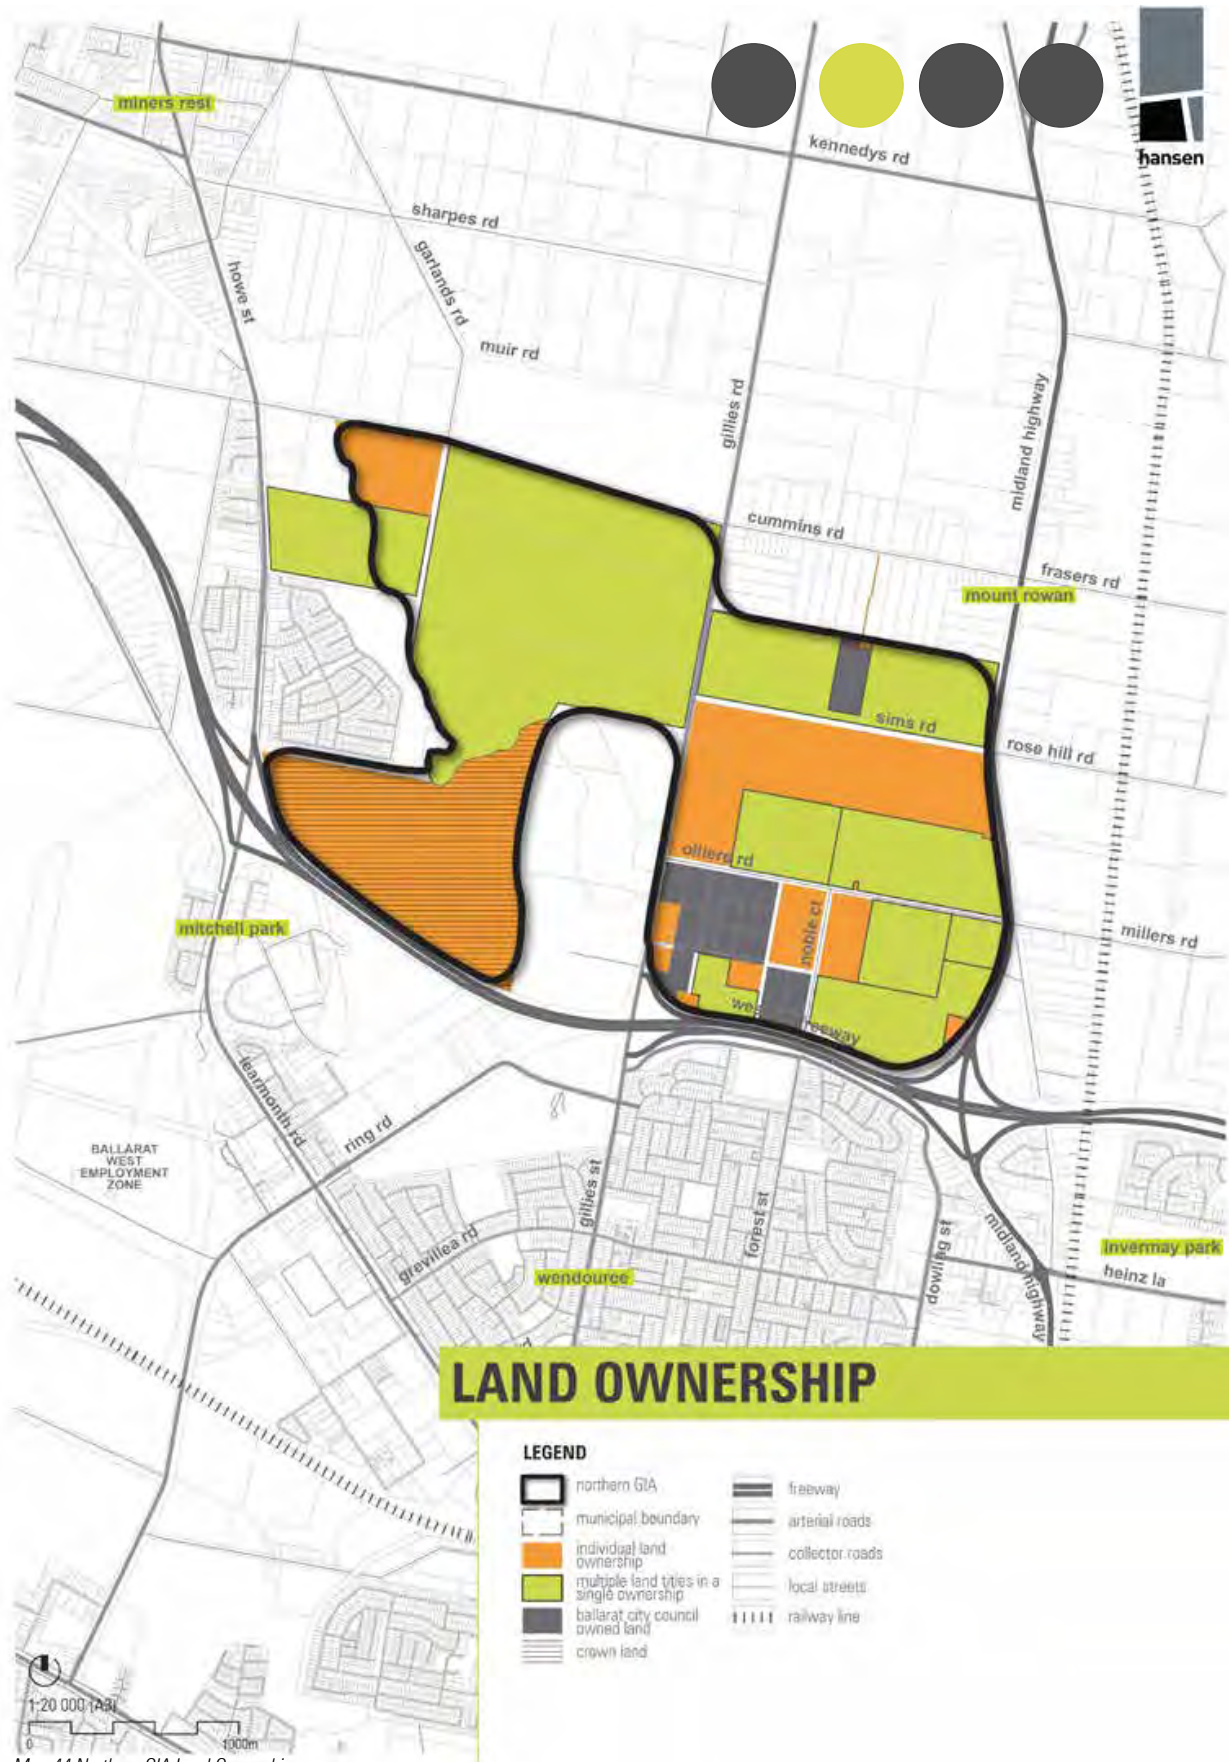 miners rest
hansen
kennedys rd
sharpes rd
garlands rd
howe st
muir rd
gillies rd
midland highway
cummins rd
frasers rd
mount rowan
sims rd
rose hill rd
olliers rd
noble ct
millers rd
mitchell park
wes
reeway
learmonth rd
ring rd
BALLARAT
WEST
EMPLOYMENT
ZONE
gillies st
forest st
grevillea rd
dowling st
midland highway
invermay park
heinz la
wendouree
LAND OWNERSHIP
LEGEND
northern GIA
municipal boundary
individual land
ownership
multiple land titles in a
single ownership
ballarat city council
owned land
crown land
freeway
arterial roads
collector roads
local streets
railway line
1:20 000 (A3)
0 1000m